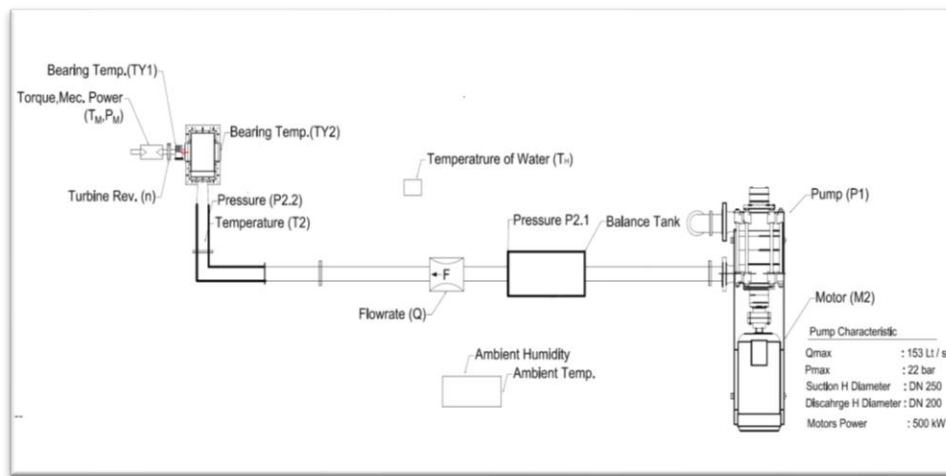 Bearing Temp.(TY1)
Torque,Mec. Power
(TM,PM)
Bearing Temp.(TY2)
Turbine Rev. (n)
Pressure (P2.2)
Temperature (T2)
Temperatrure of Water (TH)
Pressure P2.1
Balance Tank
Pump (P1)
F
Flowrate (Q)
Motor (M2)
Ambient Humidity
Ambient Temp.
Pump Characteristic
Qmax : 153 Lt / s
Pmax : 22 bar
Suction H Diameter : DN 250
Discahrge H Diameter : DN 200
Motors Power : 500 kW